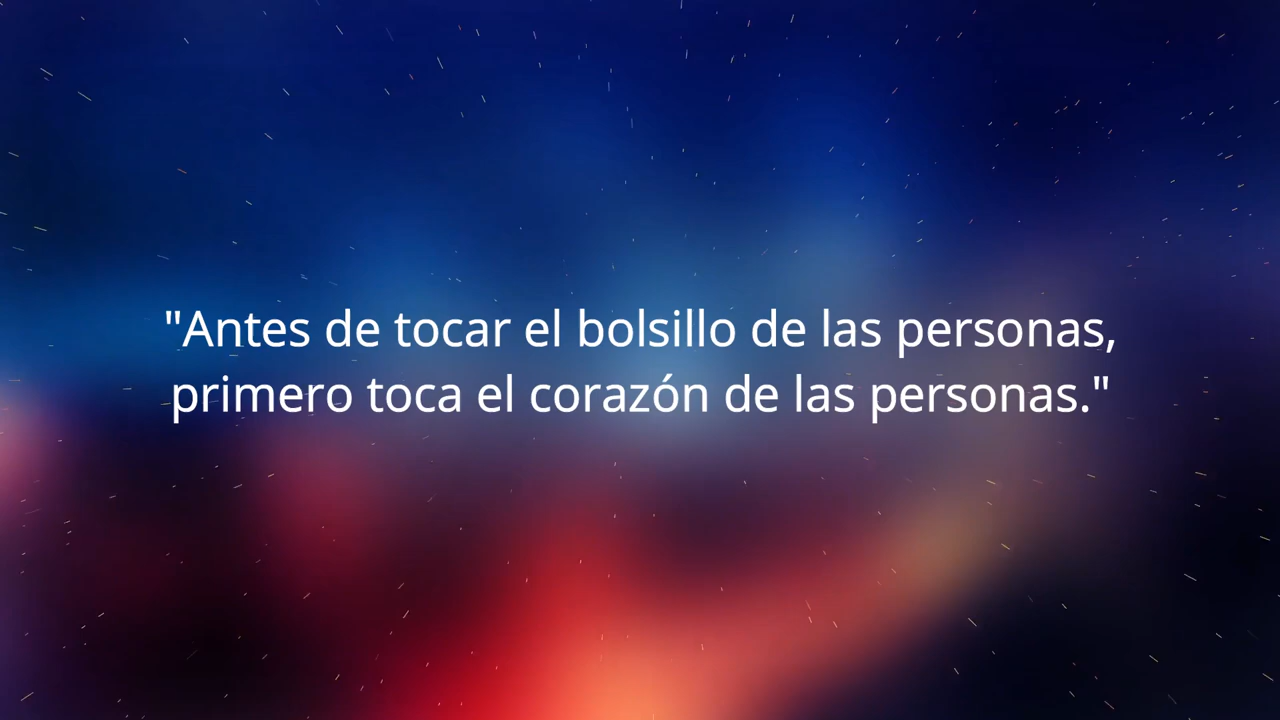 "Antes de tocar el bolsillo de las personas,
primero toca el corazón de las personas."